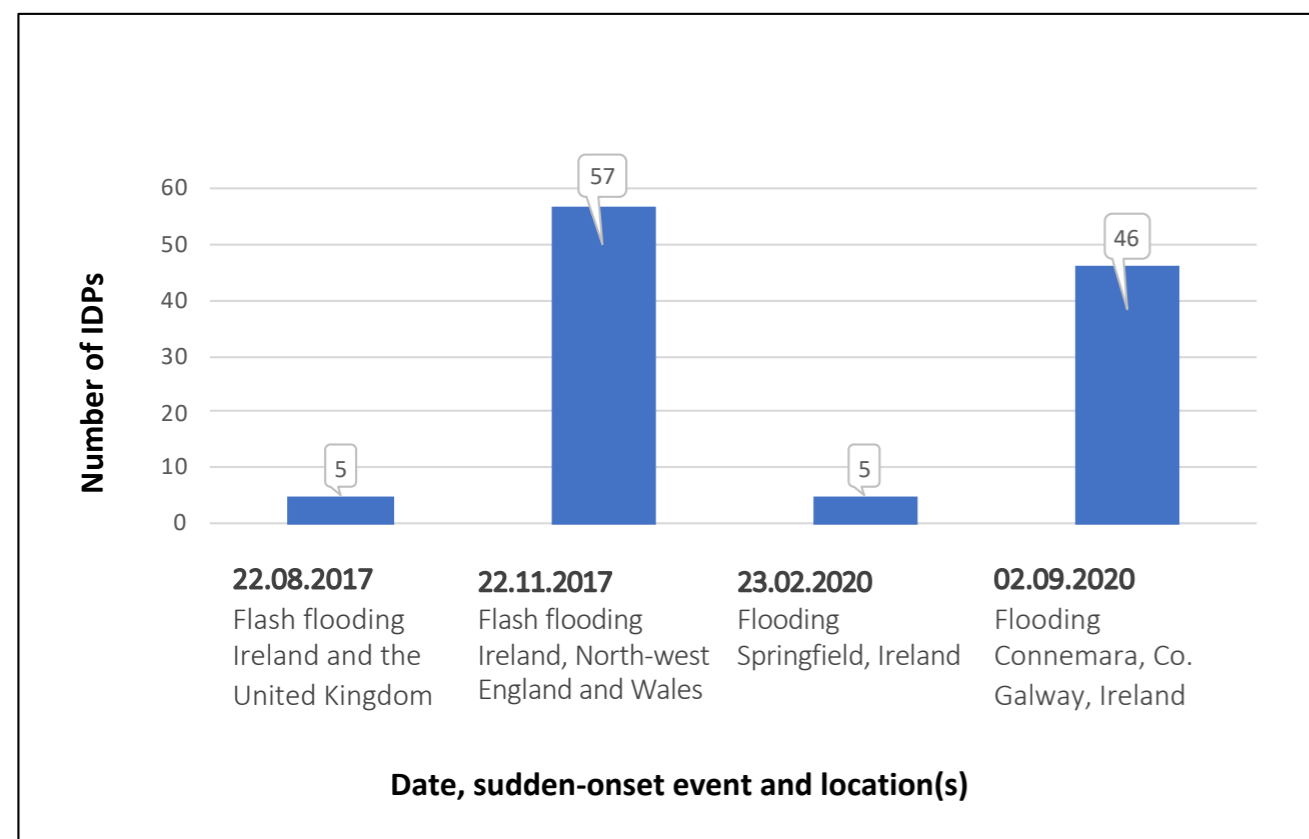 57
60
50
46
40
30
20
10
5
5
0
Number of IDPs
22.08.2017
Flash flooding
Ireland and the
United Kingdom
22.11.2017
Flash flooding
Ireland, North-west
England and Wales
23.02.2020
Flooding
Springfield, Ireland
02.09.2020
Flooding
Connemara, Co.
Galway, Ireland
Date, sudden-onset event and location(s)